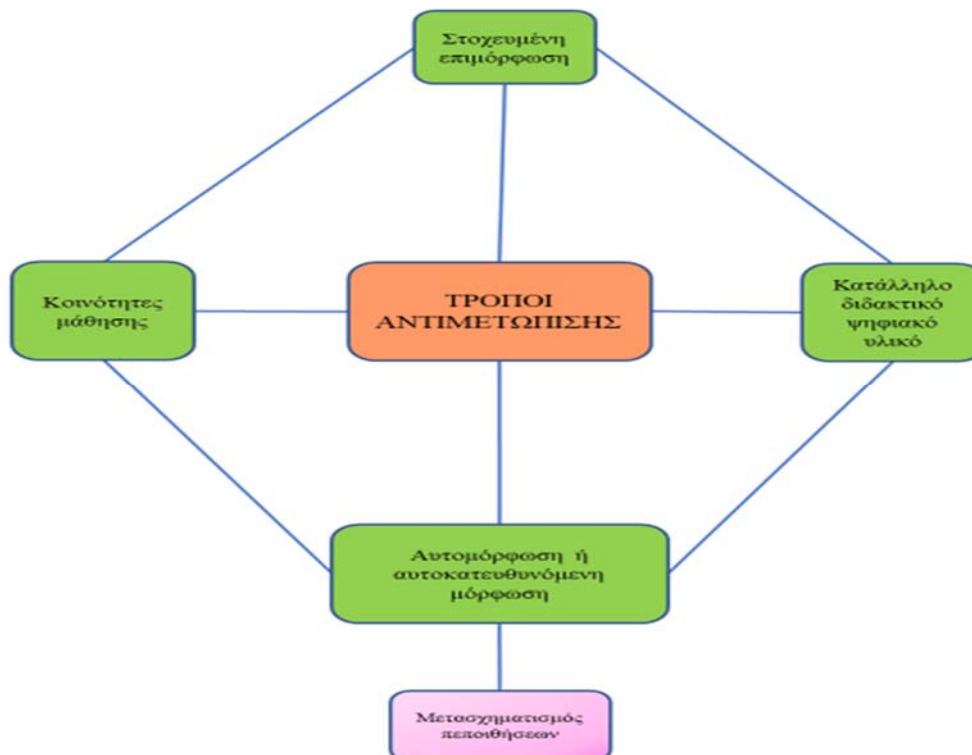 Στοχευμένη
επιμόρφωση
Κοινότητες
μάθησης
ΤΡΟΠΟΙ
ΑΝΤΙΜΕΤΩΠΙΣΗΣ
Κατάλληλο
διδακτικό
ψηφιακό
υλικό
Αυτομόρφωση ή
αυτοκατευθυνόμενη
μόρφωση
Μετασχηματισμός
πεποιθήσεων